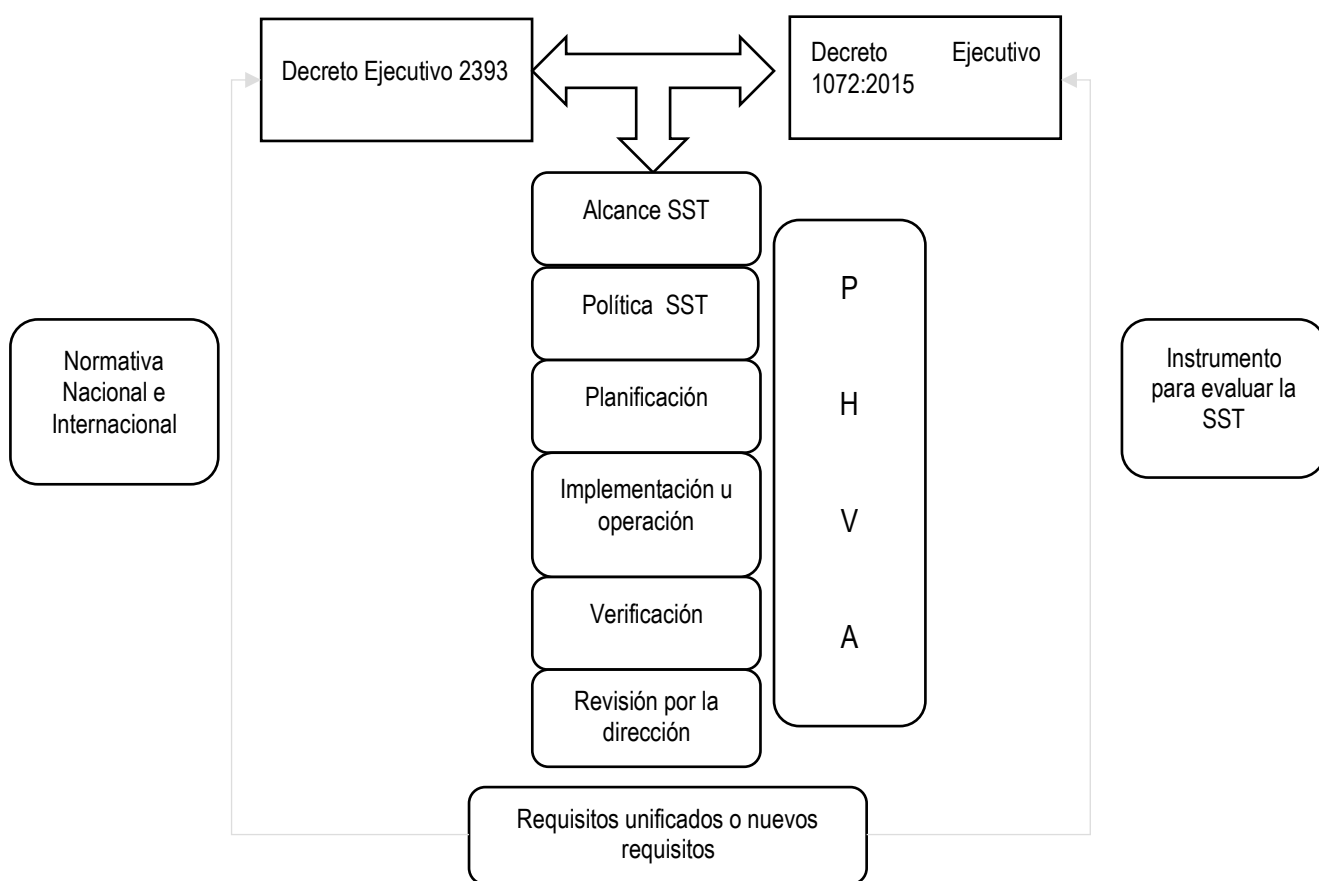 Decreto Ejecutivo 2393
Decreto Ejecutivo
1072:2015
Alcance SST
Política SST
Planificación
Implementación u
operación
Verificación
Revisión por la
dirección
P
H
V
A
Normativa
Nacional e
Internacional
Instrumento
para evaluar la
SST
Requisitos unificados o nuevos
requisitos